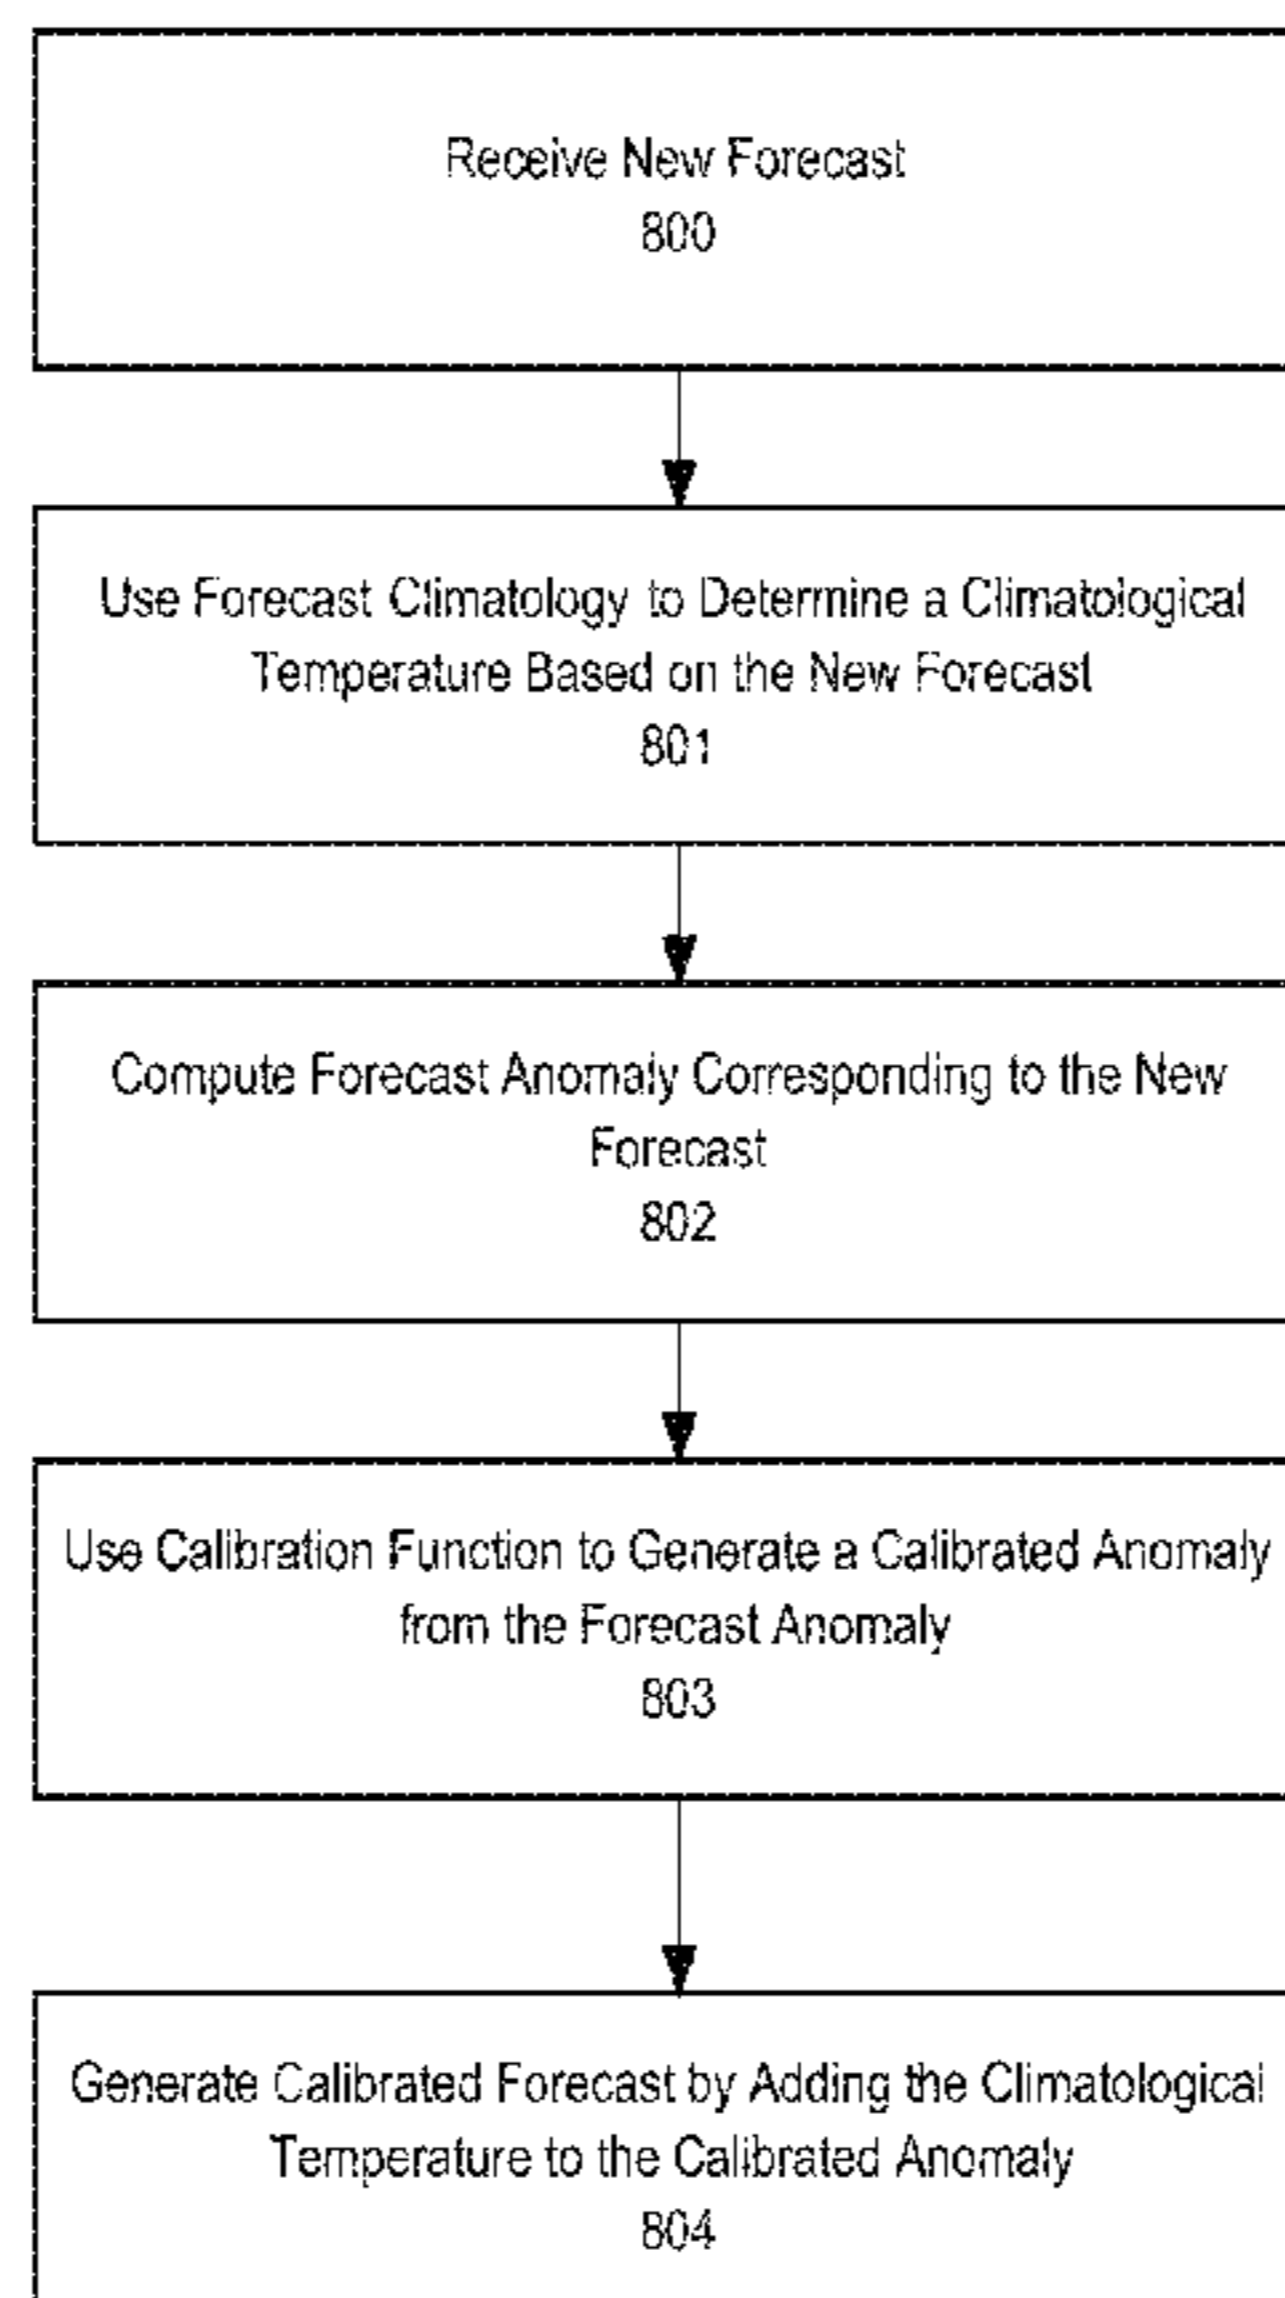 Receive New Forecast
800
Use Forecast Climatology to Determine a Climatological
Temperature Based on the New Forecast
801
Compute Forecast Anomaly Corresponding to the New
Forecast
802
Use Calibration Function to Generate a Calibrated Anomaly
from the Forecast Anomaly
803
Generate Calibrated Forecast by Adding the Climatological
Temperature to the Calibrated Anomaly
804